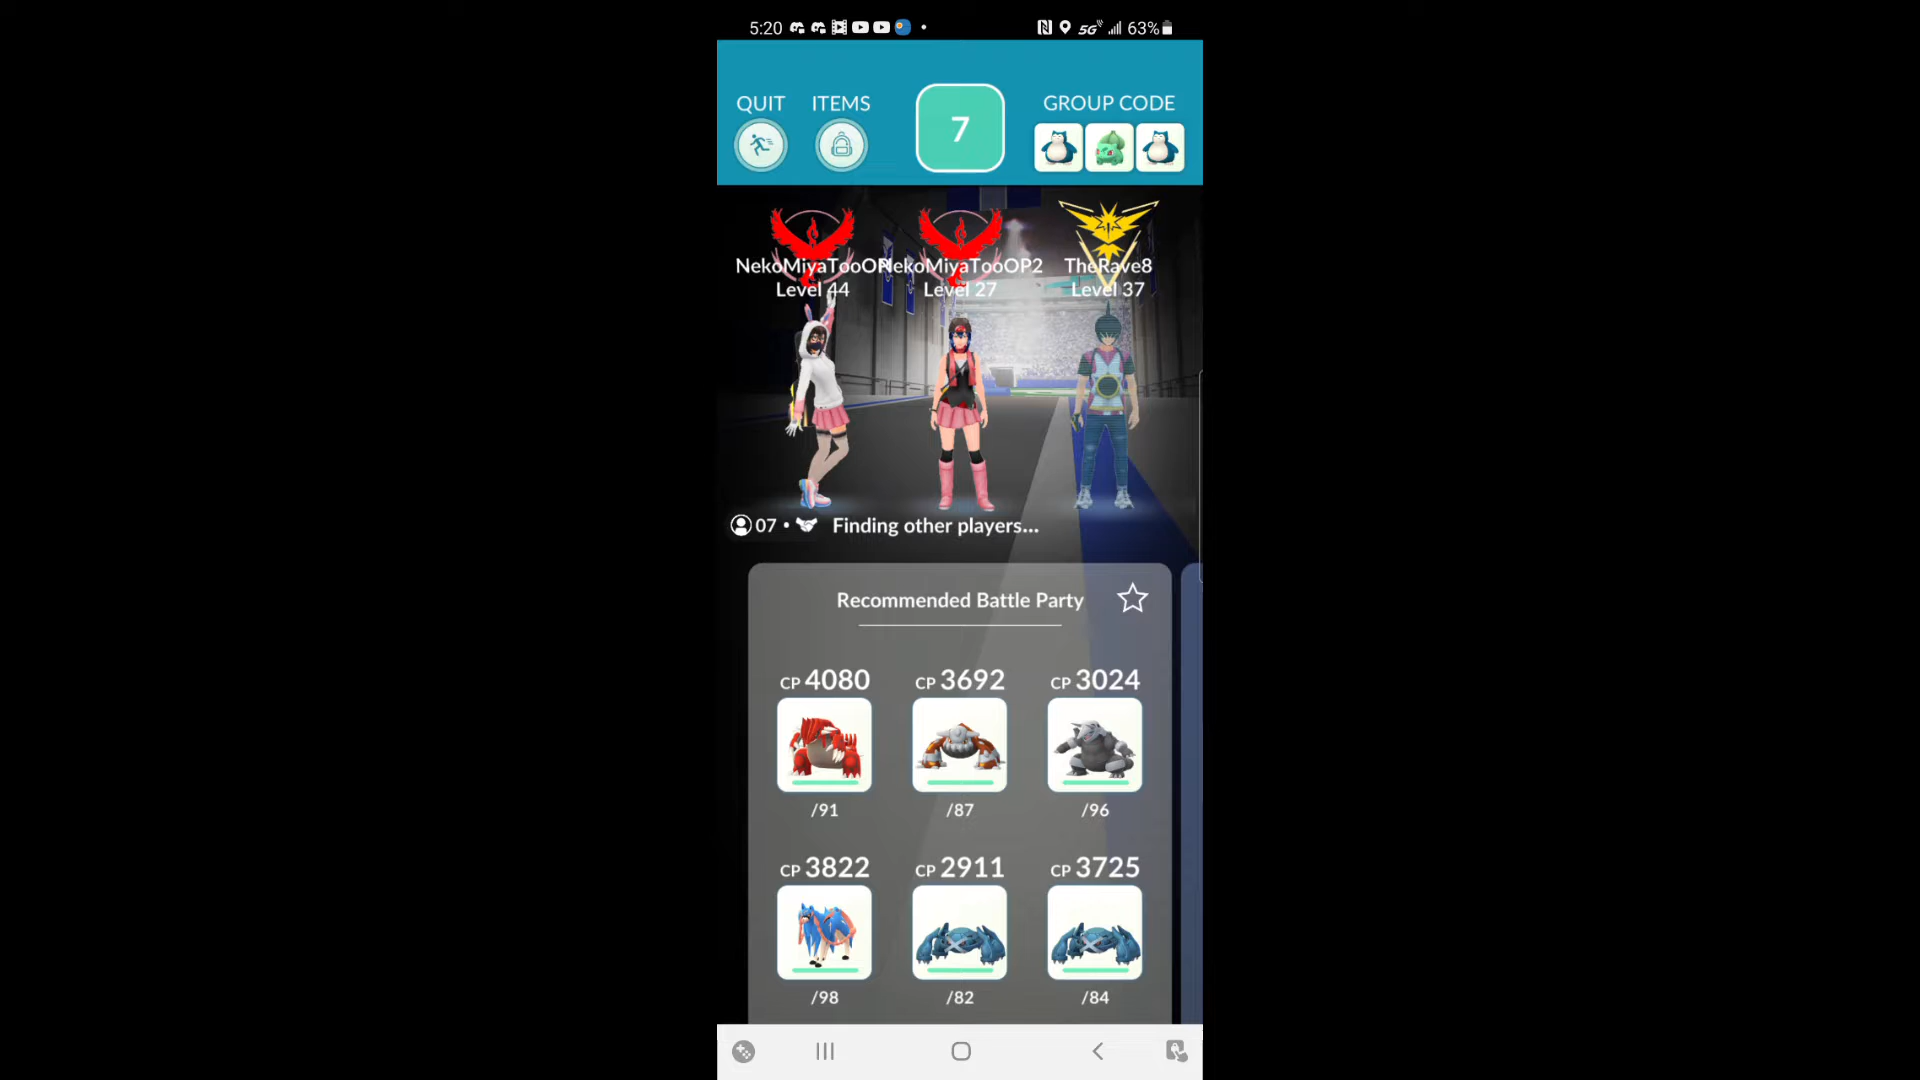 5:20 5G 63%
QUIT ITEMS 7 GROUP CODE
NekoMiyaTooOP NekoMiyaTooOP2 TheRave8
Level 44 Level 27 Level 37
07 • Finding other players...
Recommended Battle Party
CP 4080 CP 3692 CP 3024
/91 /87 /96
CP 3822 CP 2911 CP 3725
/98 /82 /84